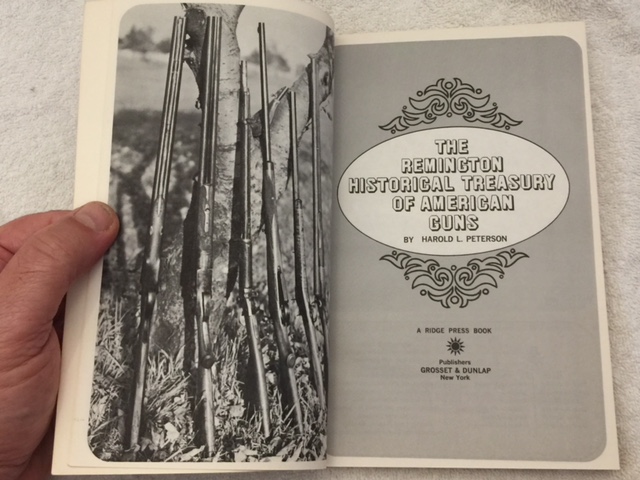 THE
REMINGTON
HISTORICAL TREASURY
OF AMERICAN
GUNS
BY HAROLD L. PETERSON
A RIDGE PRESS BOOK
Publishers
GROSSET & DUNLAP
New York